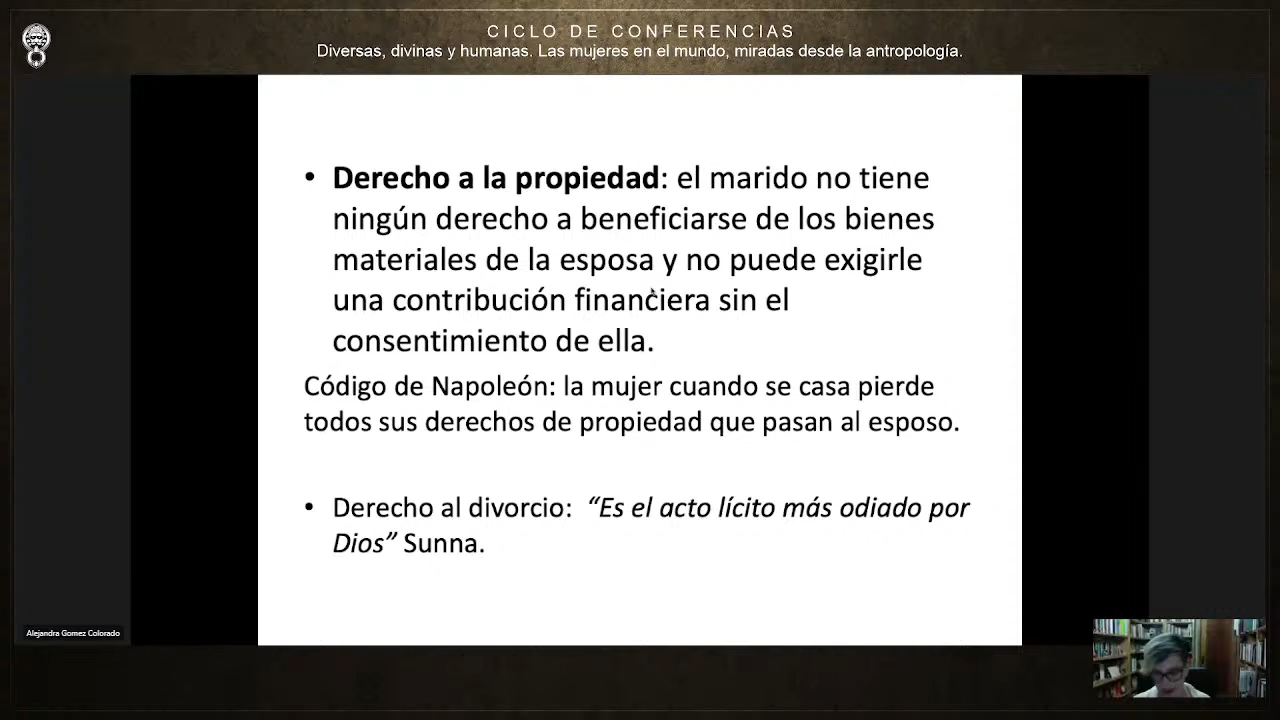 CICLO DE CONFERENCIAS
Diversas, divinas y humanas. Las mujeres en el mundo, miradas desde la antropología.
• Derecho a la propiedad: el marido no tiene
ningún derecho a beneficiarse de los bienes
materiales de la esposa y no puede exigirle
una contribución financiera sin el
consentimiento de ella.
Código de Napoleón: la mujer cuando se casa pierde
todos sus derechos de propiedad que pasan al esposo.
• Derecho al divorcio: “Es el acto lícito más odiado por
Dios” Sunna.
Alejandra Gomez Colorado